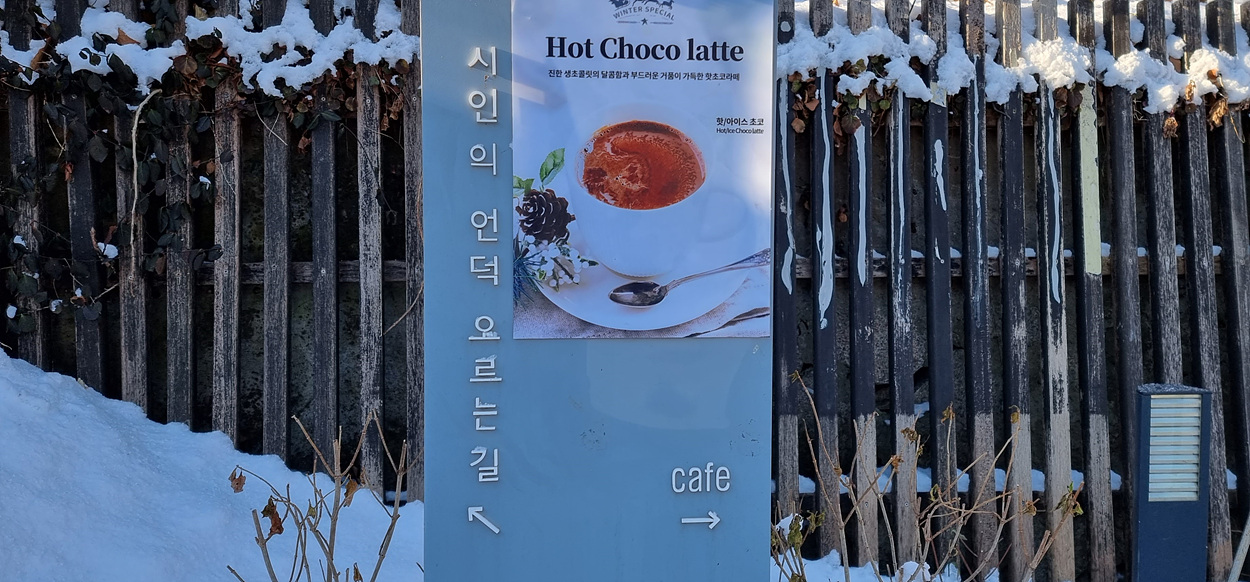 WINTER SPECIAL
Hot Choco latte
진한 생초콜릿의 달콤함과 부드러운 거품이 가득한 핫초코라떼
핫/아이스 초코
Hot/Ice Choco latte
시인의 언덕 오르는길
↖
cafe
→